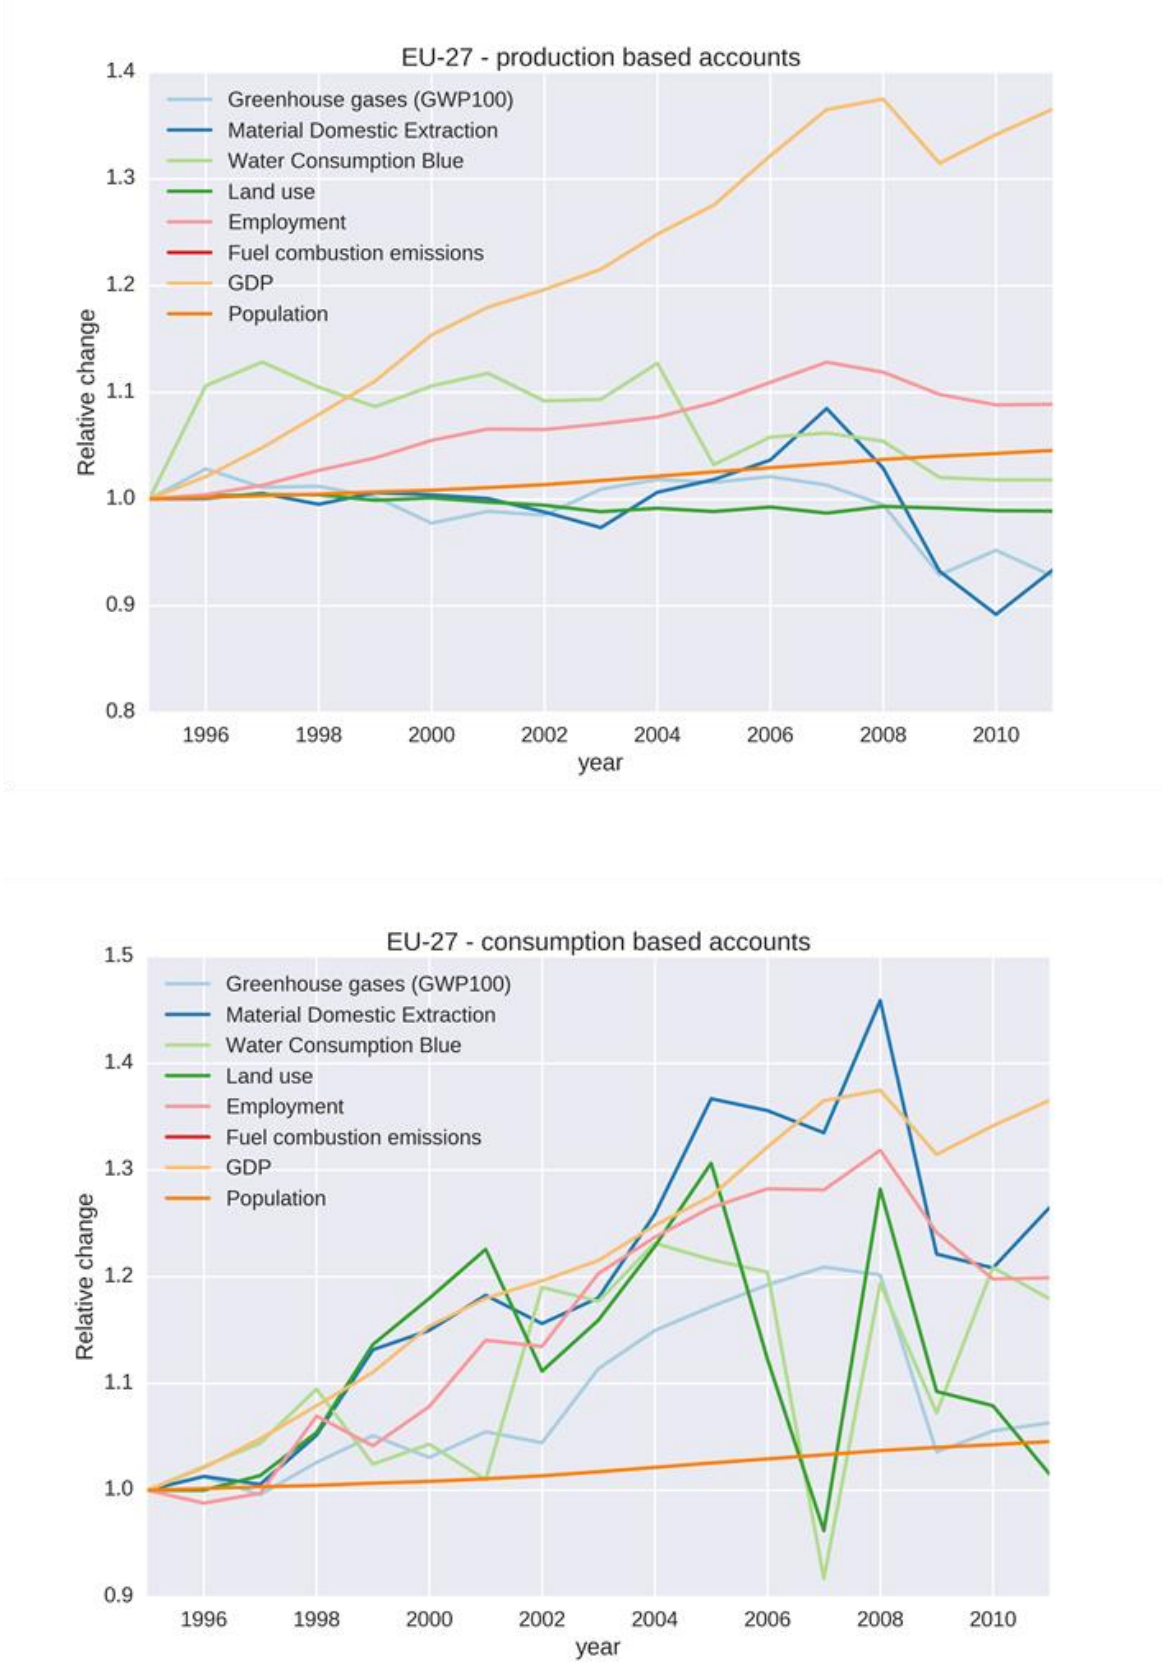 EU-27 - production based accounts
1.4
1.3
1.2
1.1
1.0
0.9
0.8
Relative change
Greenhouse gases (GWP100)
Material Domestic Extraction
Water Consumption Blue
Land use
Employment
Fuel combustion emissions
GDP
Population
1996 1998 2000 2002 2004 2006 2008 2010
year
EU-27 - consumption based accounts
1.5
1.4
1.3
1.2
1.1
1.0
0.9
Relative change
Greenhouse gases (GWP100)
Material Domestic Extraction
Water Consumption Blue
Land use
Employment
Fuel combustion emissions
GDP
Population
1996 1998 2000 2002 2004 2006 2008 2010
year